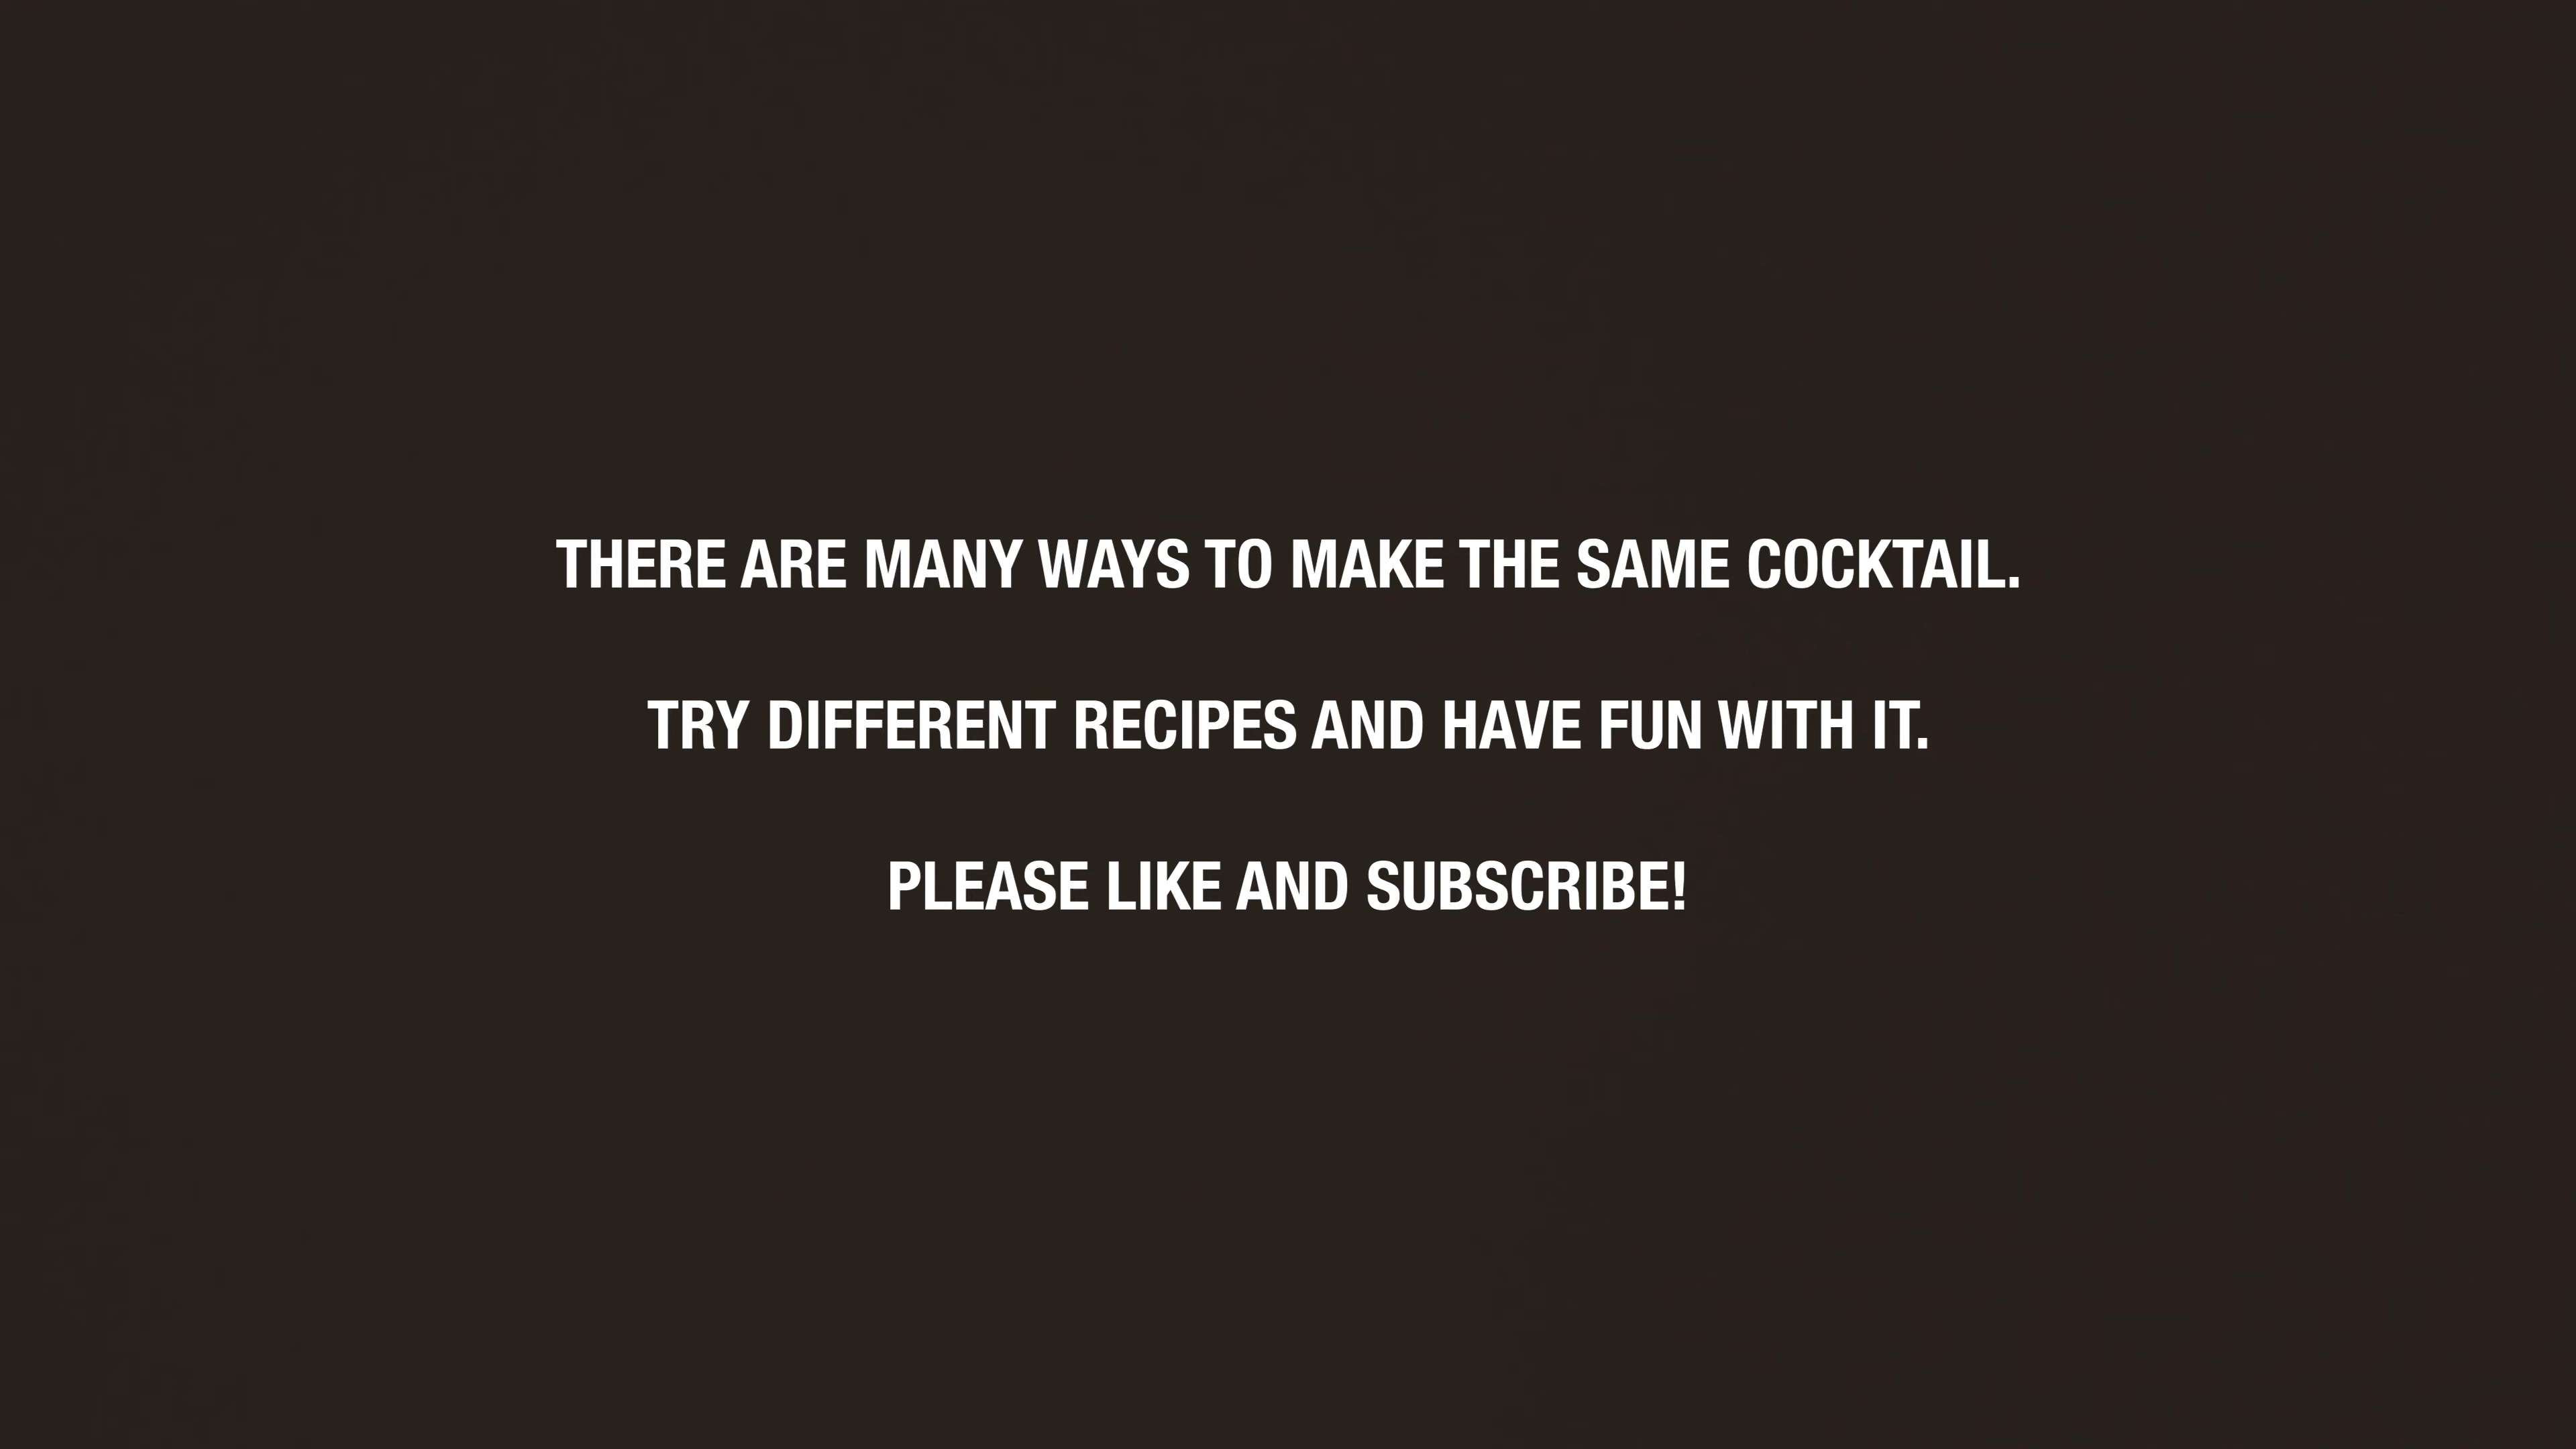 THERE ARE MANY WAYS TO MAKE THE SAME COCKTAIL.
TRY DIFFERENT RECIPES AND HAVE FUN WITH IT.
PLEASE LIKE AND SUBSCRIBE!